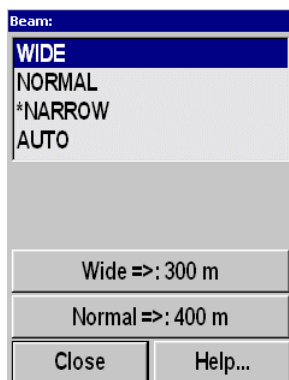 Beam:
WIDE
NORMAL
*NARROW
AUTO
Wide =>: 300 m
Normal =>: 400 m
Close Help...